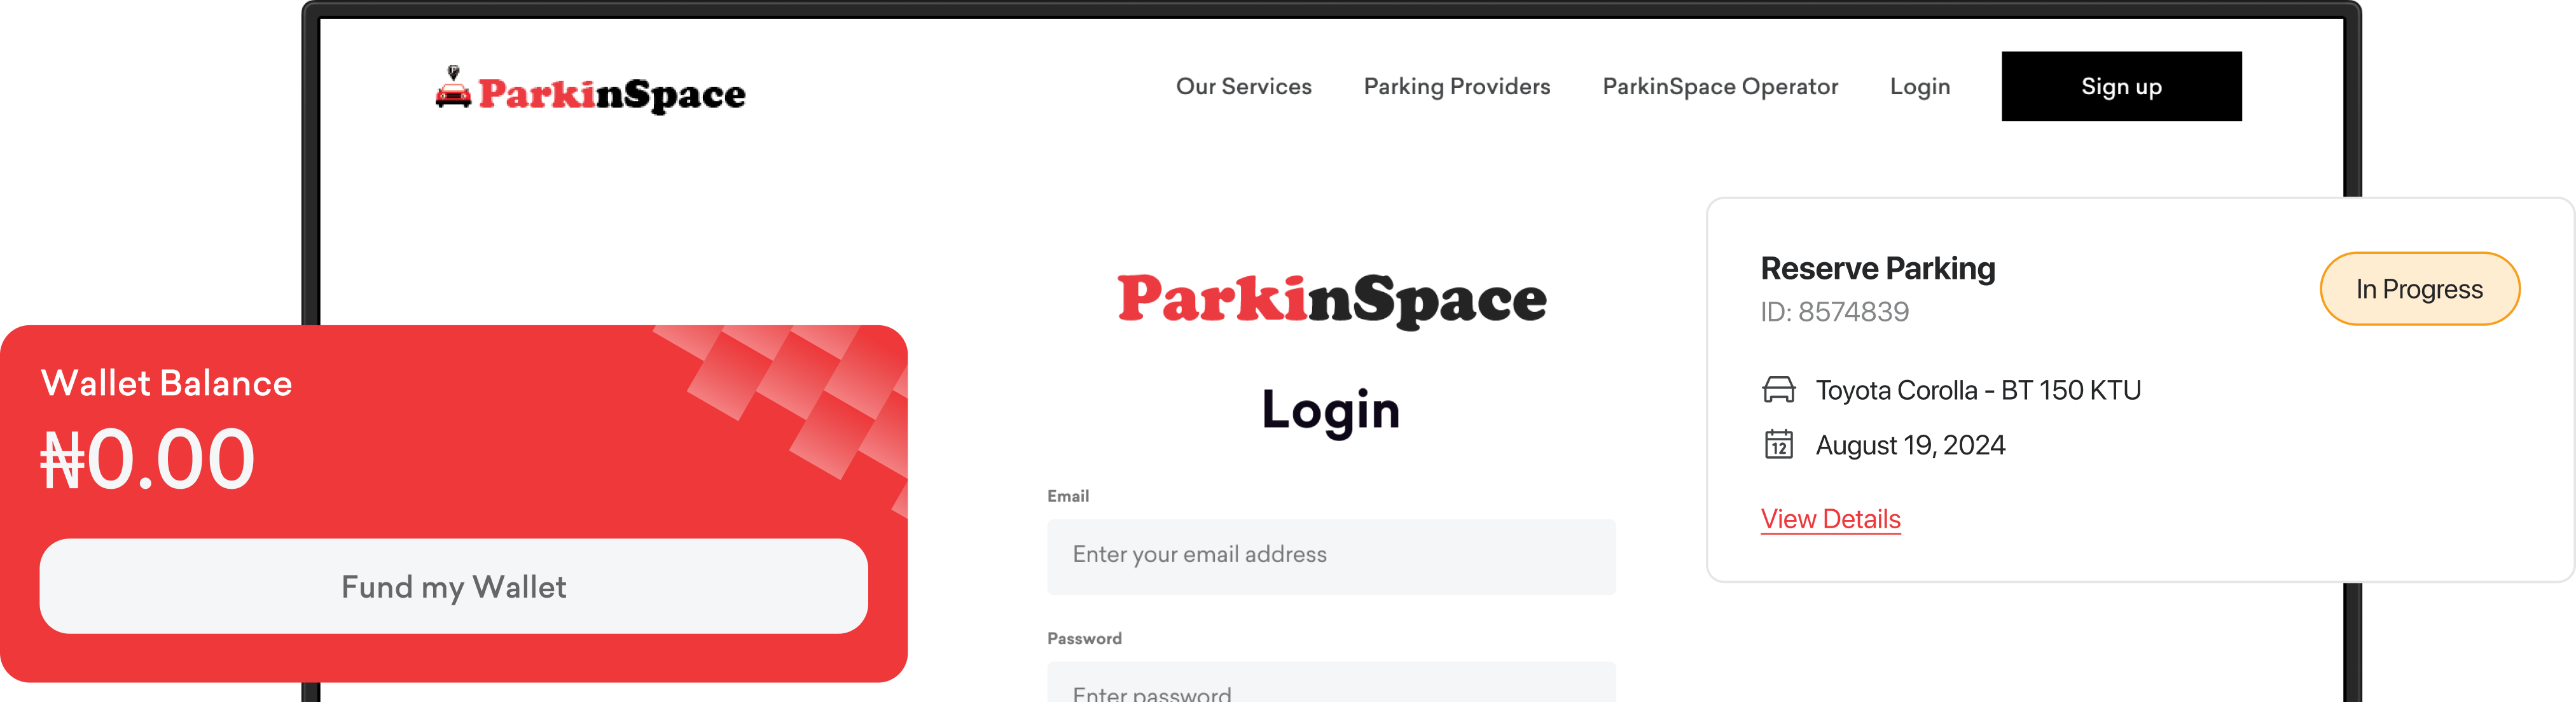 ParkinSpace
Our Services
Parking Providers
ParkinSpace Operator
Login
Sign up
ParkinSpace
Login
Email
Enter your email address
Password
Enter password
Wallet Balance
₦0.00
Fund my Wallet
Reserve Parking
ID: 8574839
In Progress
Toyota Corolla - BT 150 KTU
12
August 19, 2024
View Details